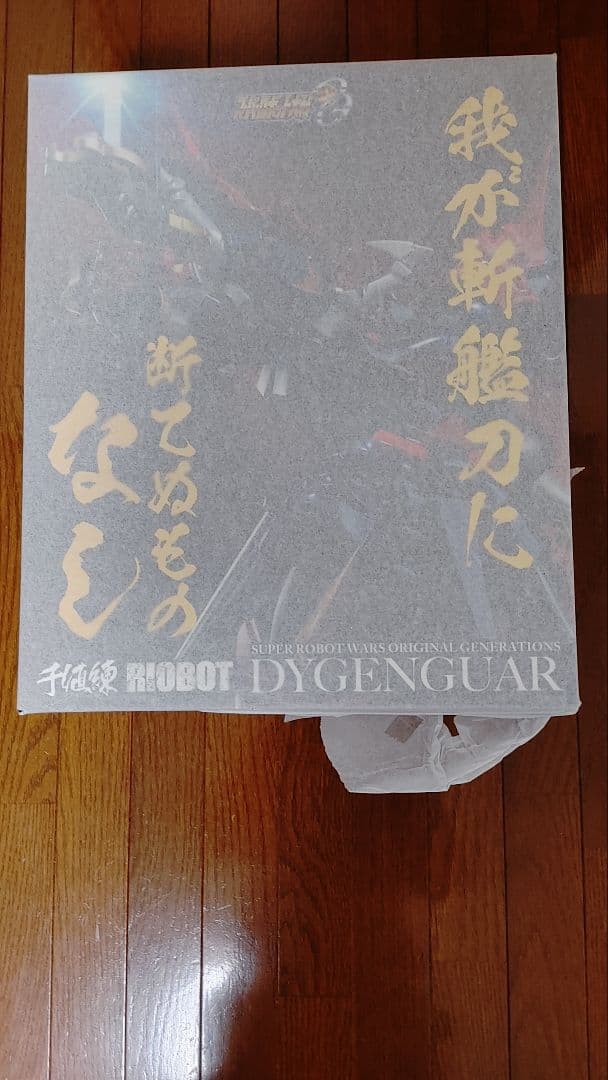 我が斬艦刀に
断てぬもの
なし
千値練 RIOBOT
SUPER ROBOT WARS ORIGINAL GENERATIONS
DYGENGUAR